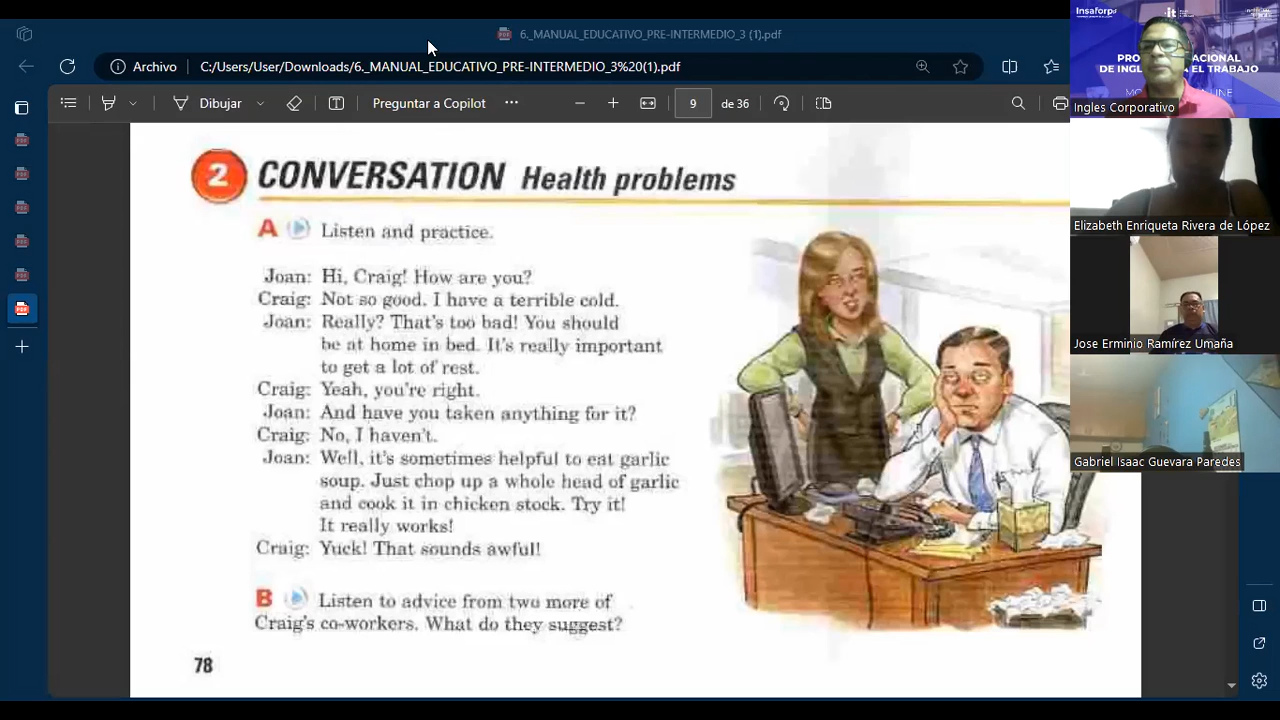 6._MANUAL_EDUCATIVO_PRE-INTERMEDIO_3 (1).pdf
Archivo
C:/Users/User/Downloads/6._MANUAL_EDUCATIVO_PRE-INTERMEDIO_3%20(1).pdf
Dibujar
Preguntar a Copilot
9
de 36
2 CONVERSATION Health problems
A Listen and practice.
Joan: Hi, Craig! How are you?
Craig: Not so good. I have a terrible cold.
Joan: Really? That's too bad! You should
be at home in bed. It's really important
to get a lot of rest.
Craig: Yeah, you're right.
Joan: And have you taken anything for it?
Craig: No, I haven't.
Joan: Well, it's sometimes helpful to eat garlic
soup. Just chop up a whole head of garlic
and cook it in chicken stock. Try it!
It really works!
Craig: Yuck! That sounds awful!
B Listen to advice from two more of
Craig's co-workers. What do they suggest?
78
Insaforp
it
PRO ACIONAL
DE INGL A EL TRABAJO
LINE
Ingles Corporativo
Elizabeth Enriqueta Rivera de López
Jose Erminio Ramírez Umaña
Gabriel Isaac Guevara Paredes